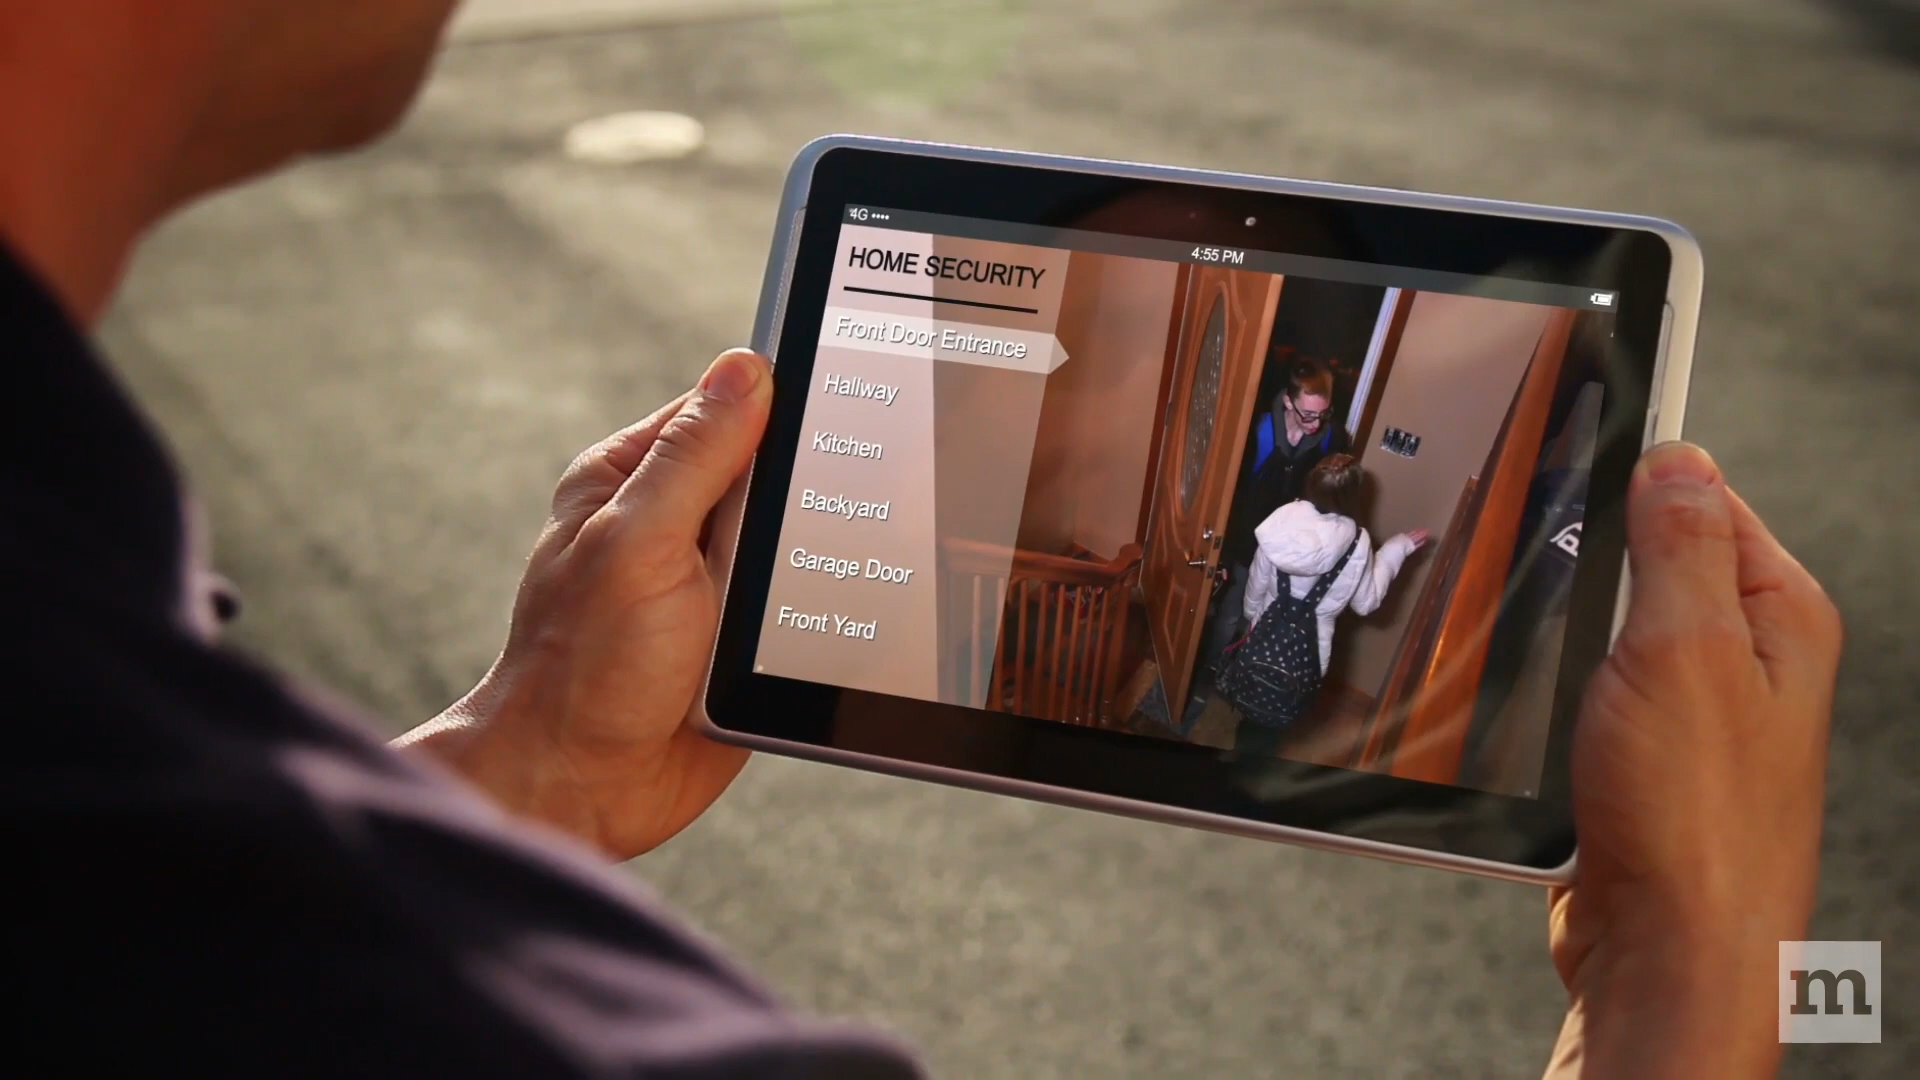 4G
4:55 PM
HOME SECURITY
Front Door Entrance
Hallway
Kitchen
Backyard
Garage Door
Front Yard
m